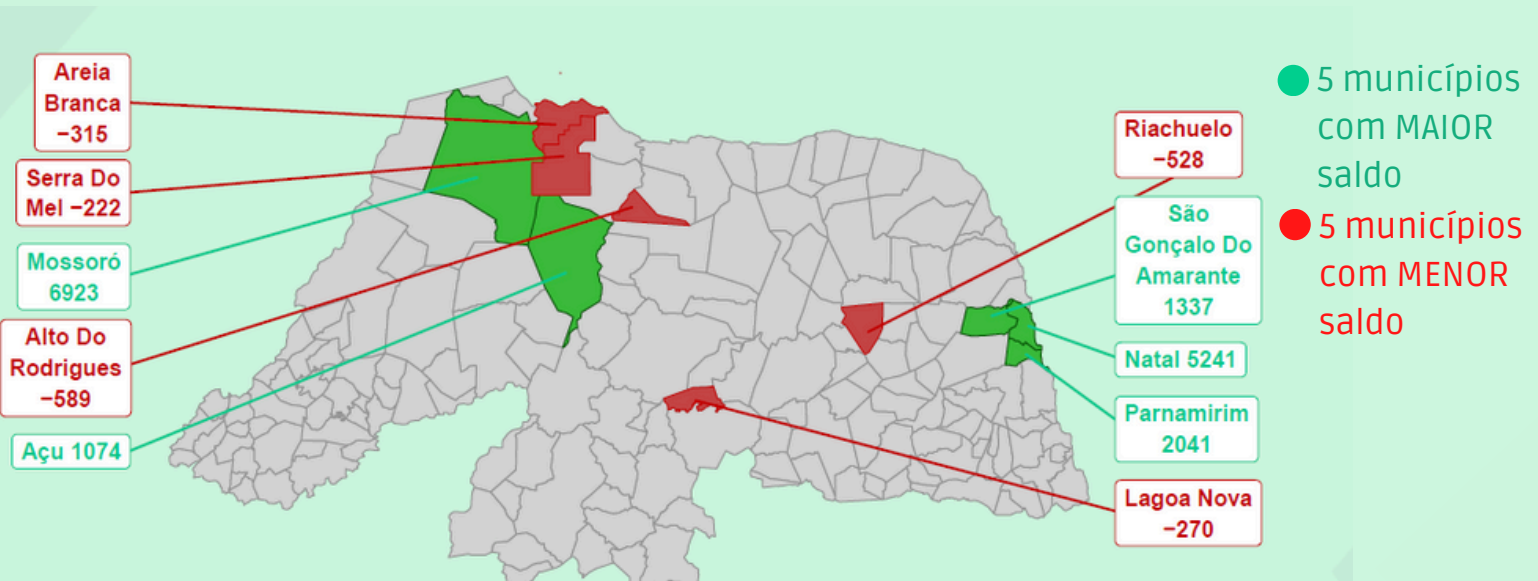 Areia
Branca
−315
Serra Do
Mel −222
Mossoró
6923
Alto Do
Rodrigues
−589
Açu 1074
Riachuelo
−528
São
Gonçalo Do
Amarante
1337
Natal 5241
Parnamirim
2041
Lagoa Nova
−270
5 municípios
com MAIOR
saldo
5 municípios
com MENOR
saldo